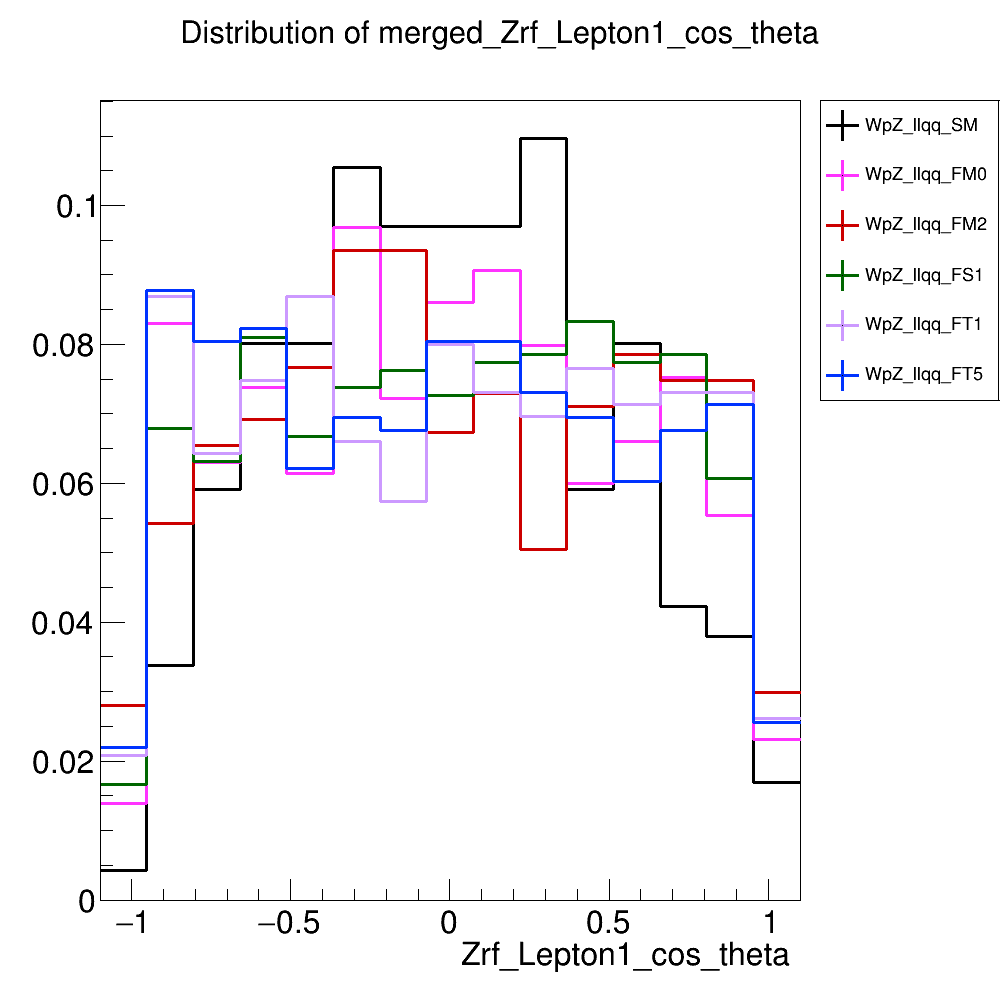 Distribution of merged_Zrf_Lepton1_cos_theta
WpZ_llqq_SM
WpZ_llqq_FM0
WpZ_llqq_FM2
WpZ_llqq_FS1
WpZ_llqq_FT1
WpZ_llqq_FT5
0.1
0.08
0.06
0.04
0.02
0
−1 −0.5 0 0.5 1
Zrf_Lepton1_cos_theta